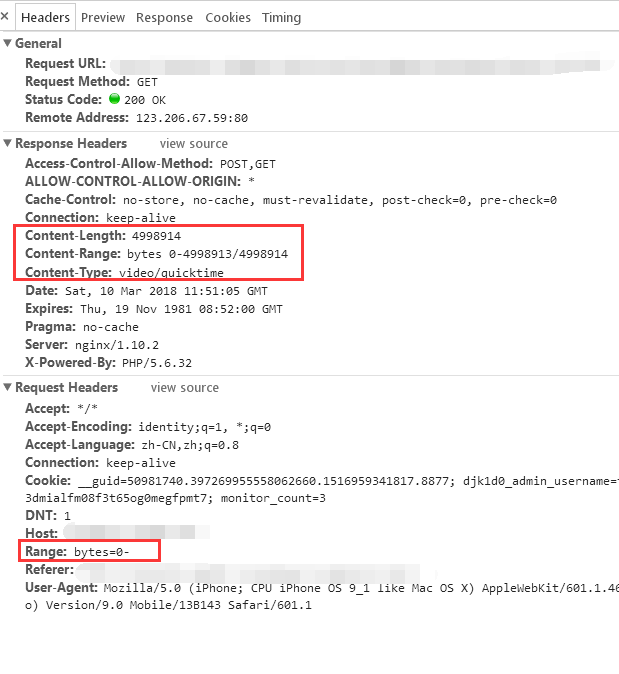 × Headers Preview Response Cookies Timing
▼ General
Request URL:
Request Method: GET
Status Code: 200 OK
Remote Address: 123.206.67.59:80
▼ Response Headers view source
Access-Control-Allow-Method: POST,GET
ALLOW-CONTROL-ALLOW-ORIGIN: *
Cache-Control: no-store, no-cache, must-revalidate, post-check=0, pre-check=0
Connection: keep-alive
Content-Length: 4998914
Content-Range: bytes 0-4998913/4998914
Content-Type: video/quicktime
Date: Sat, 10 Mar 2018 11:51:05 GMT
Expires: Thu, 19 Nov 1981 08:52:00 GMT
Pragma: no-cache
Server: nginx/1.10.2
X-Powered-By: PHP/5.6.32
▼ Request Headers view source
Accept: */*
Accept-Encoding: identity;q=1, *;q=0
Accept-Language: zh-CN,zh;q=0.8
Connection: keep-alive
Cookie: __guid=50981740.397269955558062660.1516959341817.8877; djk1d0_admin_username=
3dmialfm08f3t65og0megfpmt7; monitor_count=3
DNT: 1
Host:
Range: bytes=0-
Referer:
User-Agent: Mozilla/5.0 (iPhone; CPU iPhone OS 9_1 like Mac OS X) AppleWebKit/601.1.46
o) Version/9.0 Mobile/13B143 Safari/601.1